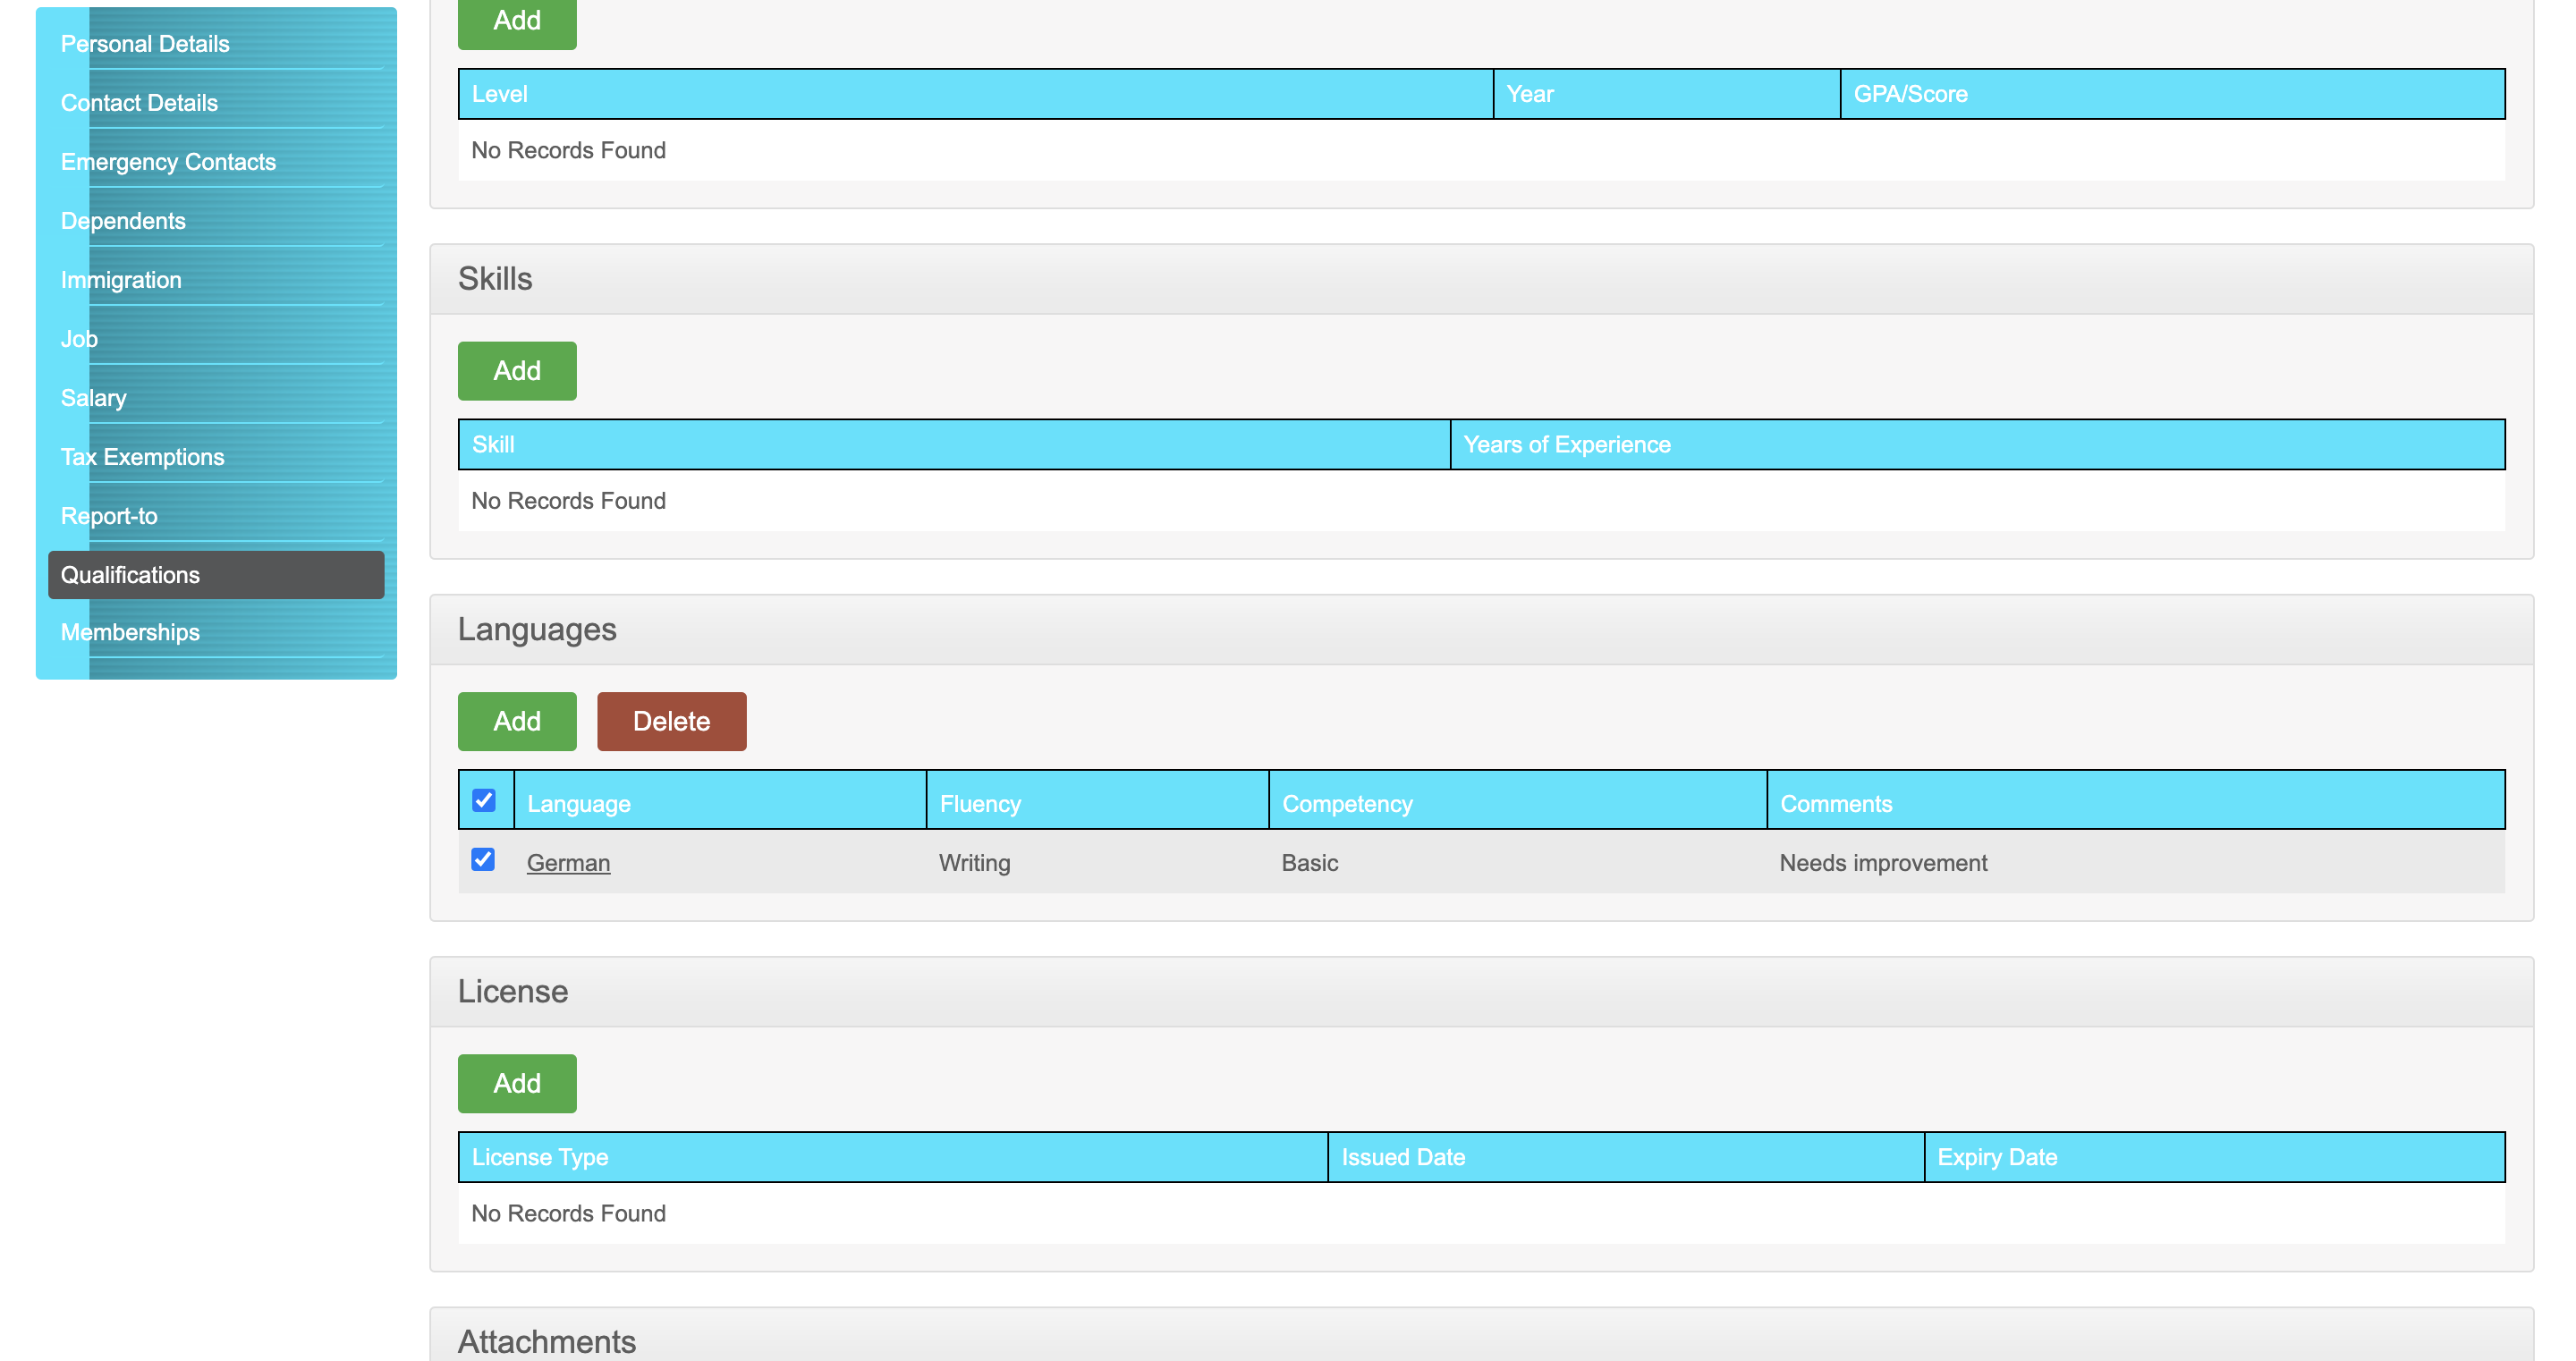 Personal Details
Contact Details
Emergency Contacts
Dependents
Immigration
Job
Salary
Tax Exemptions
Report-to
Qualifications
Memberships
Add
Level Year GPA/Score
No Records Found
Skills
Add
Skill Years of Experience
No Records Found
Languages
Add Delete
Language Fluency Competency Comments
German Writing Basic Needs improvement
License
Add
License Type Issued Date Expiry Date
No Records Found
Attachments